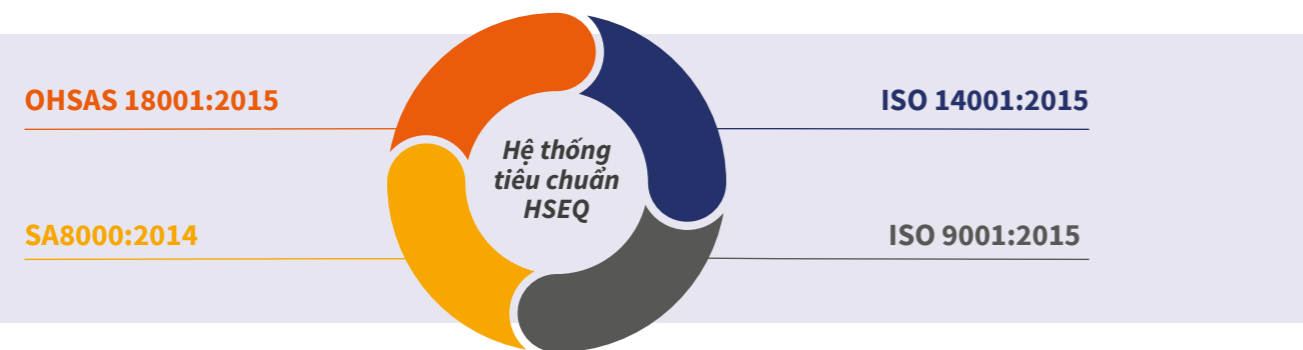 OHSAS 18001:2015
ISO 14001:2015
Hệ thống
tiêu chuẩn
HSEQ
SA8000:2014
ISO 9001:2015